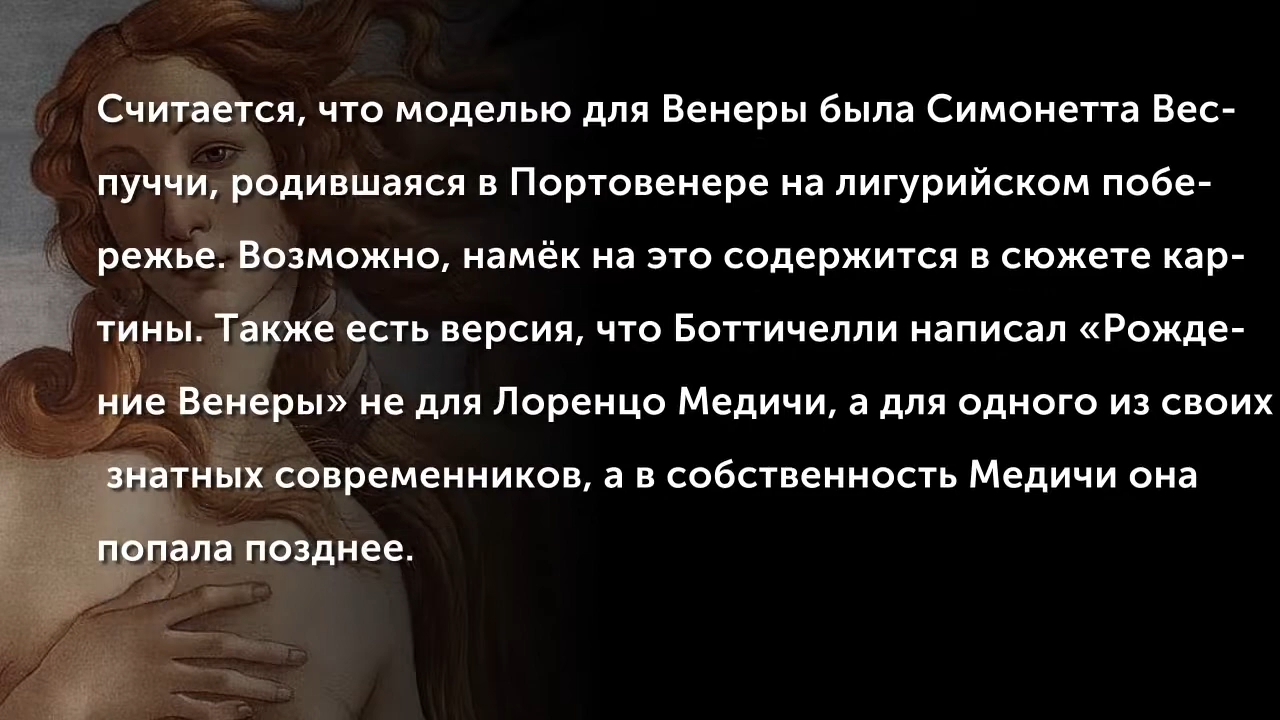 Считается, что моделью для Венеры была Симонетта Вес-
пуччи, родившаяся в Портовенере на лигурийском побе-
режье. Возможно, намёк на это содержится в сюжете кар-
тины. Также есть версия, что Боттичелли написал «Рожде-
ние Венеры» не для Лоренцо Медичи, а для одного из своих
знатных современников, а в собственность Медичи она
попала позднее.